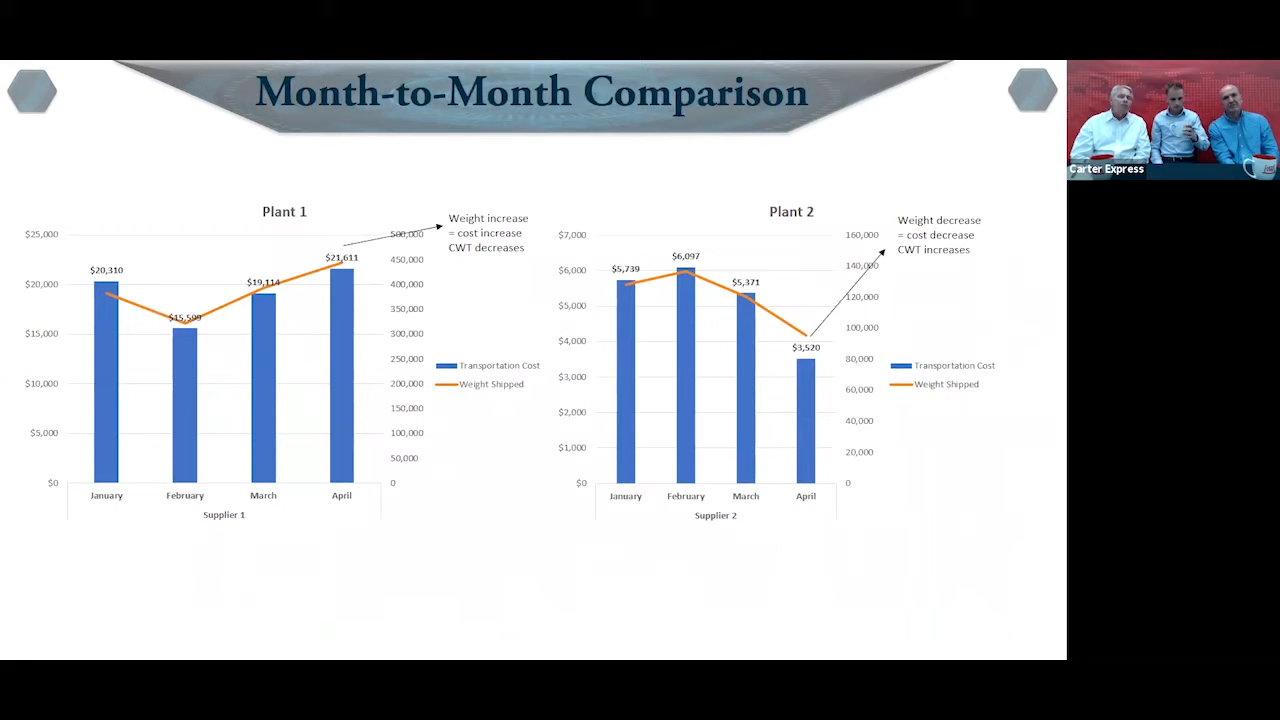 Month-to-Month Comparison
Carter Express
Plant 1
Weight increase
= cost increase
CWT decreases
$25,000
$20,000
$15,000
$10,000
$5,000
$0
$20,310
$15,599
$19,114
$21,611
500,000
450,000
400,000
350,000
300,000
250,000
200,000
150,000
100,000
50,000
0
Transportation Cost
Weight Shipped
January February March April
Supplier 1
Plant 2
Weight decrease
= cost decrease
CWT increases
$7,000
$6,000
$5,000
$4,000
$3,000
$2,000
$1,000
$0
$5,739
$6,097
$5,371
$3,520
160,000
140,000
120,000
100,000
80,000
60,000
40,000
20,000
0
Transportation Cost
Weight Shipped
January February March April
Supplier 2